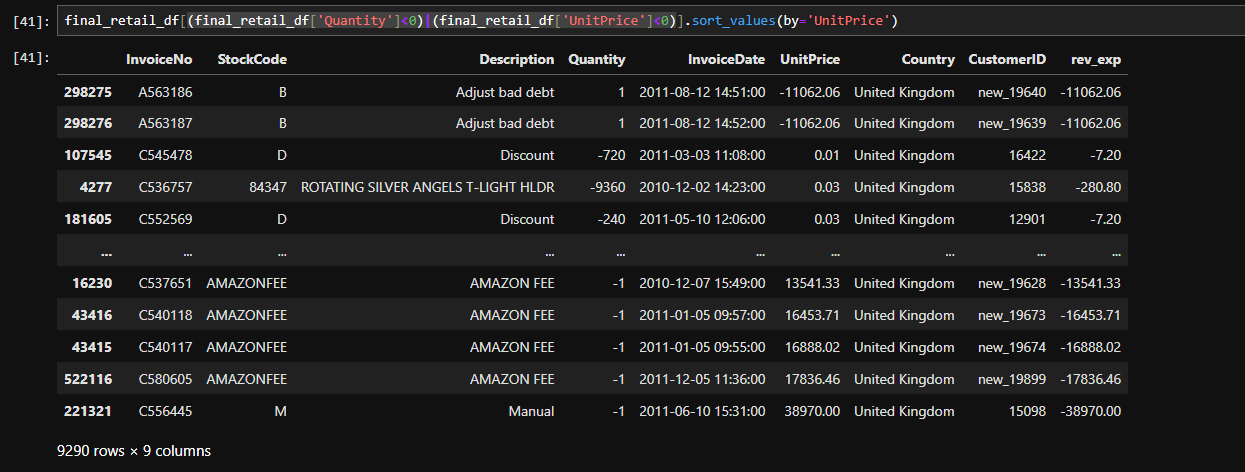 [41]: final_retail_df[(final_retail_df['Quantity']<0)|(final_retail_df['UnitPrice']<0)].sort_values(by='UnitPrice')
[41]: InvoiceNo StockCode Description Quantity InvoiceDate UnitPrice Country CustomerID rev_exp
298275 A563186 B Adjust bad debt 1 2011-08-12 14:51:00 -11062.06 United Kingdom new_19640 -11062.06
298276 A563187 B Adjust bad debt 1 2011-08-12 14:52:00 -11062.06 United Kingdom new_19639 -11062.06
107545 C545478 D Discount -720 2011-03-03 11:08:00 0.01 United Kingdom 16422 -7.20
4277 C536757 84347 ROTATING SILVER ANGELS T-LIGHT HLDR -9360 2010-12-02 14:23:00 0.03 United Kingdom 15838 -280.80
181605 C552569 D Discount -240 2011-05-10 12:06:00 0.03 United Kingdom 12901 -7.20
... ... ... ... ... ... ... ... ... ...
16230 C537651 AMAZONFEE AMAZON FEE -1 2010-12-07 15:49:00 13541.33 United Kingdom new_19628 -13541.33
43416 C540118 AMAZONFEE AMAZON FEE -1 2011-01-05 09:57:00 16453.71 United Kingdom new_19673 -16453.71
43415 C540117 AMAZONFEE AMAZON FEE -1 2011-01-05 09:55:00 16888.02 United Kingdom new_19674 -16888.02
522116 C580605 AMAZONFEE AMAZON FEE -1 2011-12-05 11:36:00 17836.46 United Kingdom new_19899 -17836.46
221321 C556445 M Manual -1 2011-06-10 15:31:00 38970.00 United Kingdom 15098 -38970.00
9290 rows × 9 columns